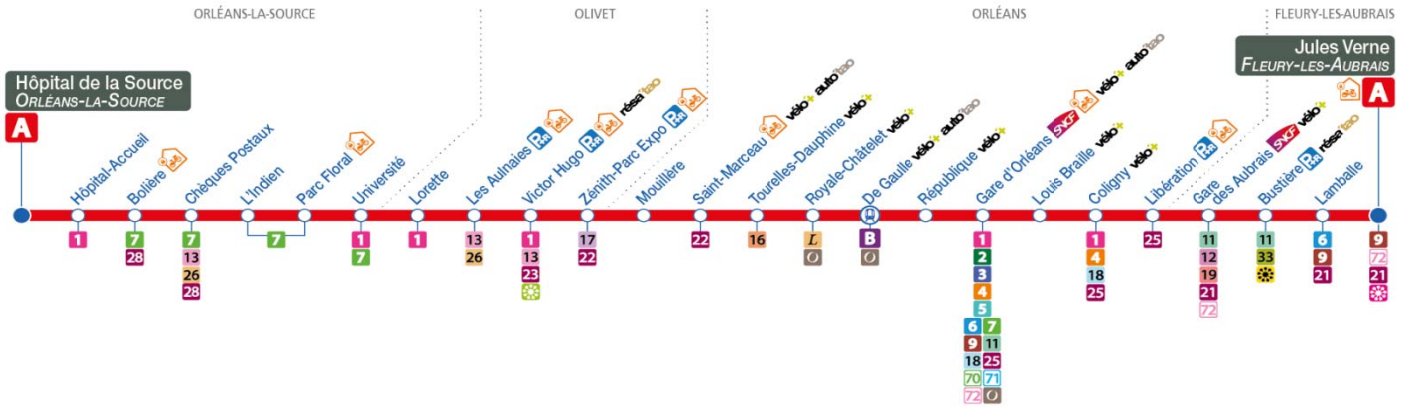 ORLÉANS-LA-SOURCE
OLIVET
ORLÉANS
FLEURY-LES-AUBRAIS
Hôpital de la Source
ORLÉANS-LA-SOURCE
A
Jules Verne
FLEURY-LES-AUBRAIS
A
Hôpital-Accueil
Bolière
Chèques Postaux
L'Indien
Parc Floral
Université
Lorette
Les Aulnaies P+R
Victor Hugo P+R résa'tao
Zénith-Parc Expo P+R
Mouillère
Saint-Marceau vélo+ auto'tao
Tourelles-Dauphine vélo+
Royale-Châtelet vélo+
De Gaulle vélo+ auto'tao
République vélo+
Gare d'Orléans SNCF vélo+ auto'tao
Louis Braille vélo+
Coligny vélo+
Libération P+R
Gare
des Aubrais SNCF vélo+
Bustière P+R résa'tao
Lamballe
1
7
28
7
13
26
28
7
1
7
1
13
26
1
13
23
17
22
22
16
L
O
B
O
1
2
3
4
5
6 7
9 11
18 25
70 71
72 O
1
4
18
25
25
11
12
19
21
72
11
33
6
9
21
9
72
21